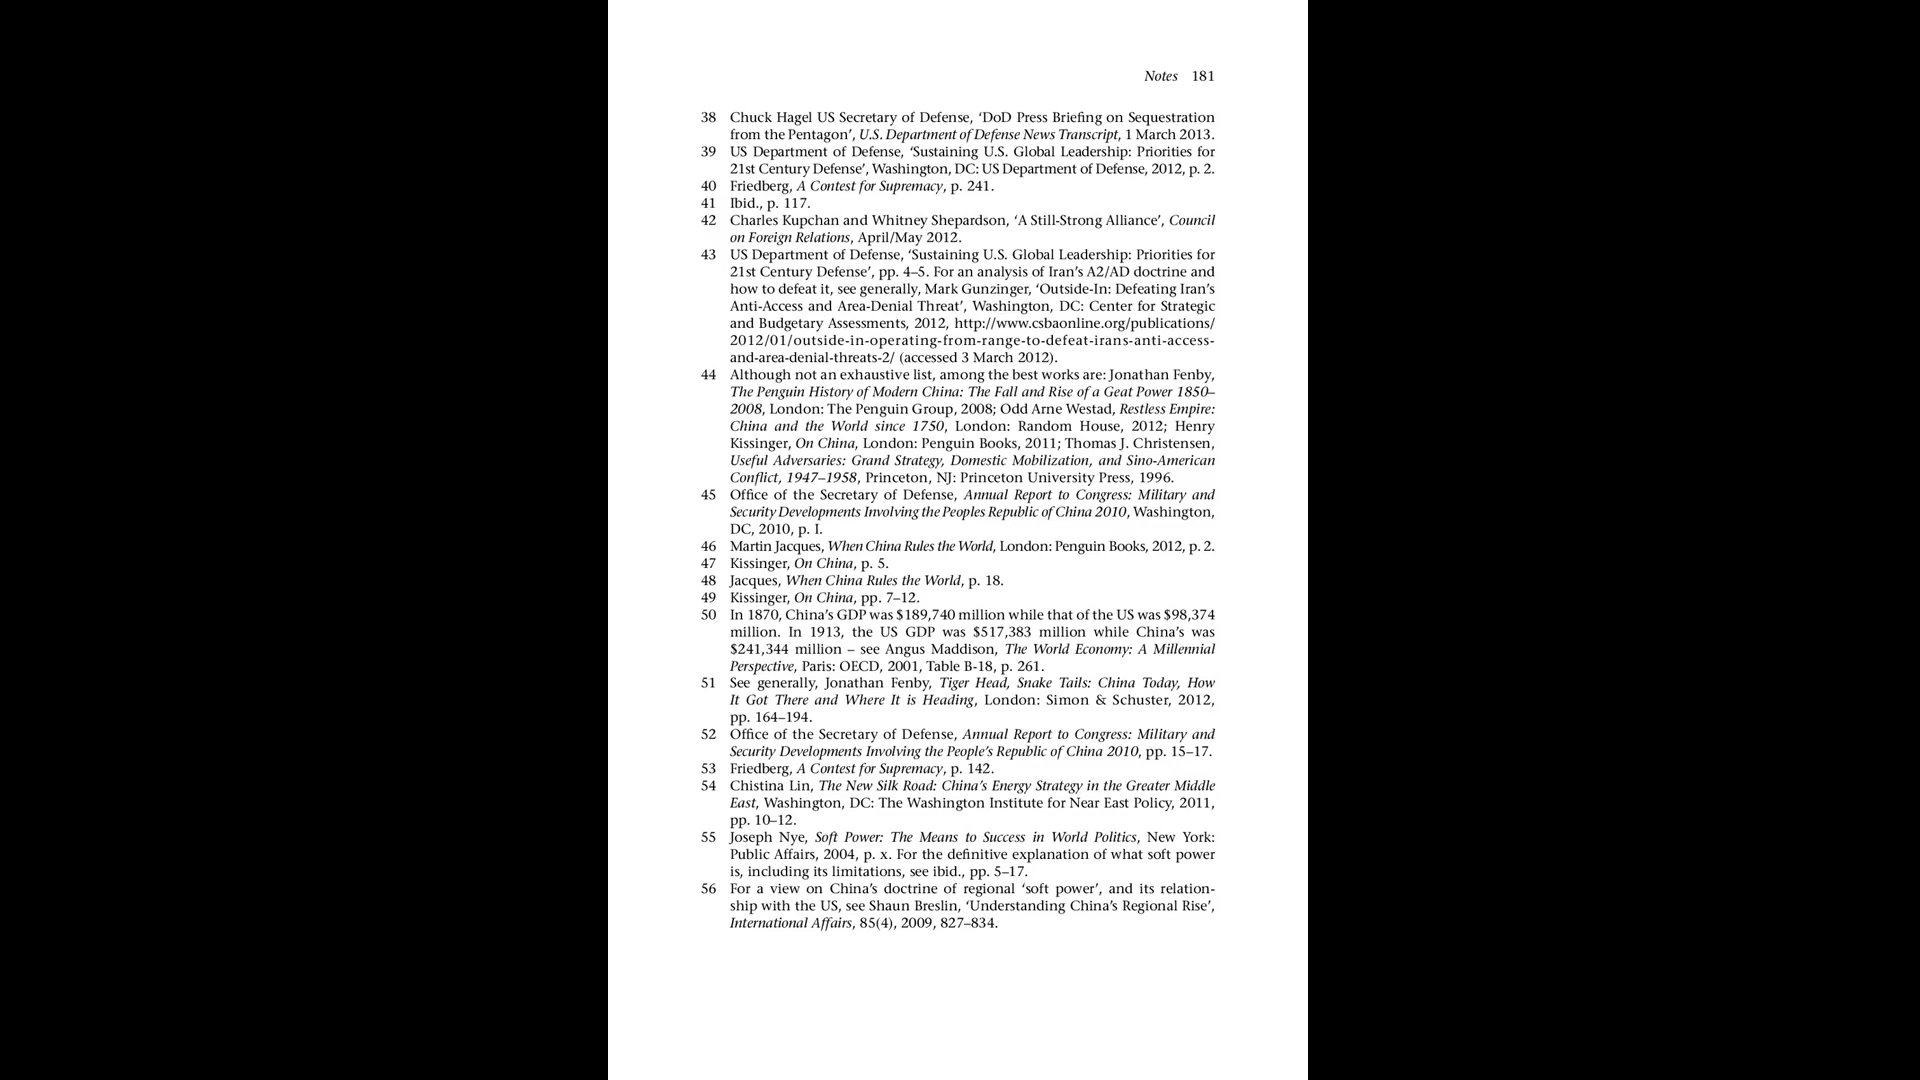 Notes 181
38 Chuck Hagel US Secretary of Defense, ‘DoD Press Briefing on Sequestration
from the Pentagon’, U.S. Department of Defense News Transcript, 1 March 2013.
39 US Department of Defense, ‘Sustaining U.S. Global Leadership: Priorities for
21st Century Defense’, Washington, DC: US Department of Defense, 2012, p. 2.
40 Friedberg, A Contest for Supremacy, p. 241.
41 Ibid., p. 117.
42 Charles Kupchan and Whitney Shepardson, ‘A Still-Strong Alliance’, Council
on Foreign Relations, April/May 2012.
43 US Department of Defense, ‘Sustaining U.S. Global Leadership: Priorities for
21st Century Defense’, pp. 4–5. For an analysis of Iran’s A2/AD doctrine and
how to defeat it, see generally, Mark Gunzinger, ‘Outside-In: Defeating Iran’s
Anti-Access and Area-Denial Threat’, Washington, DC: Center for Strategic
and Budgetary Assessments, 2012, http://www.csbaonline.org/publications/
2012/01/outside-in-operating-from-range-to-defeat-irans-anti-access-
and-area-denial-threats-2/ (accessed 3 March 2012).
44 Although not an exhaustive list, among the best works are: Jonathan Fenby,
The Penguin History of Modern China: The Fall and Rise of a Geat Power 1850–
2008, London: The Penguin Group, 2008; Odd Arne Westad, Restless Empire:
China and the World since 1750, London: Random House, 2012; Henry
Kissinger, On China, London: Penguin Books, 2011; Thomas J. Christensen,
Useful Adversaries: Grand Strategy, Domestic Mobilization, and Sino-American
Conflict, 1947–1958, Princeton, NJ: Princeton University Press, 1996.
45 Office of the Secretary of Defense, Annual Report to Congress: Military and
Security Developments Involving the Peoples Republic of China 2010, Washington,
DC, 2010, p. I.
46 Martin Jacques, When China Rules the World, London: Penguin Books, 2012, p. 2.
47 Kissinger, On China, p. 5.
48 Jacques, When China Rules the World, p. 18.
49 Kissinger, On China, pp. 7–12.
50 In 1870, China’s GDP was $189,740 million while that of the US was $98,374
million. In 1913, the US GDP was $517,383 million while China’s was
$241,344 million – see Angus Maddison, The World Economy: A Millennial
Perspective, Paris: OECD, 2001, Table B-18, p. 261.
51 See generally, Jonathan Fenby, Tiger Head, Snake Tails: China Today, How
It Got There and Where It is Heading, London: Simon & Schuster, 2012,
pp. 164–194.
52 Office of the Secretary of Defense, Annual Report to Congress: Military and
Security Developments Involving the People’s Republic of China 2010, pp. 15–17.
53 Friedberg, A Contest for Supremacy, p. 142.
54 Chistina Lin, The New Silk Road: China’s Energy Strategy in the Greater Middle
East, Washington, DC: The Washington Institute for Near East Policy, 2011,
pp. 10–12.
55 Joseph Nye, Soft Power: The Means to Success in World Politics, New York:
Public Affairs, 2004, p. x. For the definitive explanation of what soft power
is, including its limitations, see ibid., pp. 5–17.
56 For a view on China’s doctrine of regional ‘soft power’, and its relation-
ship with the US, see Shaun Breslin, ‘Understanding China’s Regional Rise’,
International Affairs, 85(4), 2009, 827–834.